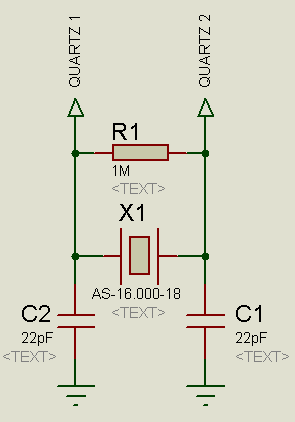 QUARTZ 1
QUARTZ 2
R1
1M
<TEXT>
X1
AS-16.000-18
<TEXT>
C2
22pF
<TEXT>
C1
22pF
<TEXT>